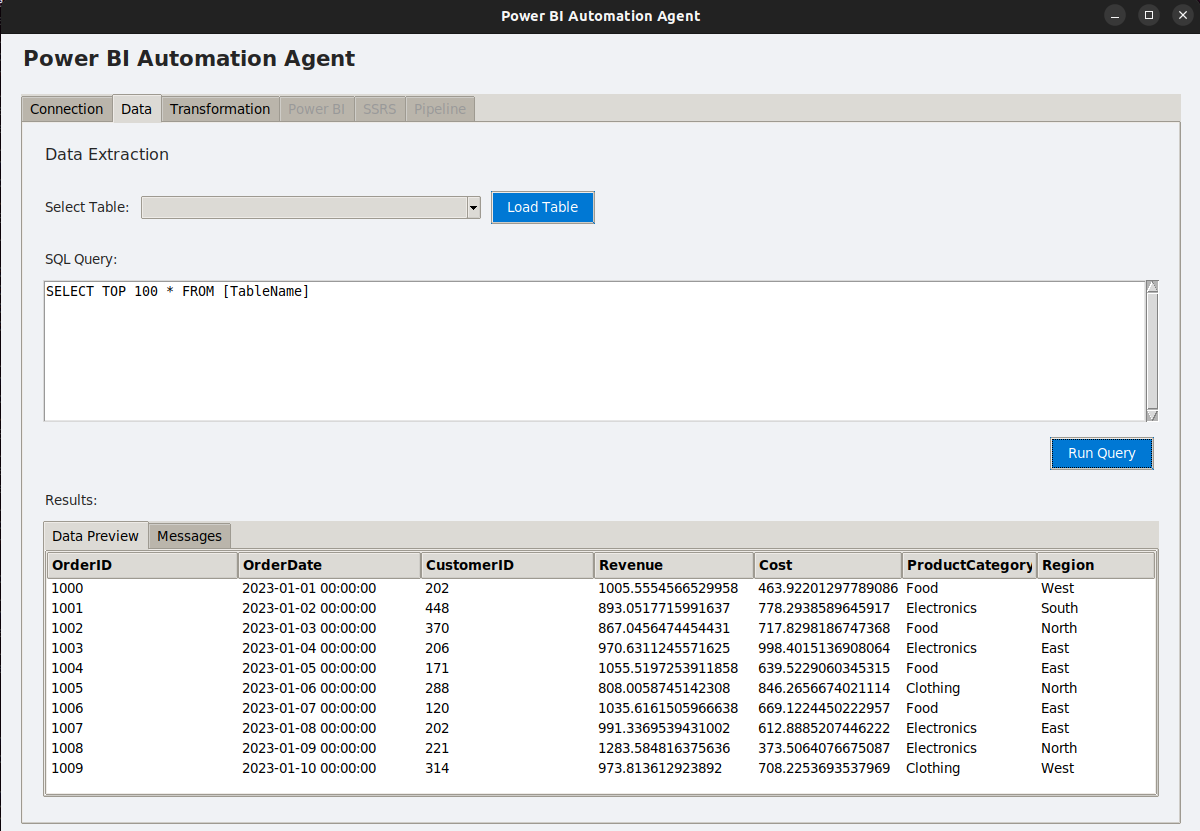 Power BI Automation Agent
Power BI Automation Agent
Connection Data Transformation Power BI SSRS Pipeline
Data Extraction
Select Table: Load Table
SQL Query:
SELECT TOP 100 * FROM [TableName]
Run Query
Results:
Data Preview Messages
OrderID OrderDate CustomerID Revenue Cost ProductCategory Region
1000 2023-01-01 00:00:00 202 1005.5554566529958 463.92201297789086 Food West
1001 2023-01-02 00:00:00 448 893.0517715991637 778.2938589645917 Electronics South
1002 2023-01-03 00:00:00 370 867.0456474454431 717.8298186747368 Food North
1003 2023-01-04 00:00:00 206 970.6311245571625 998.4015136908064 Electronics East
1004 2023-01-05 00:00:00 171 1055.5197253911858 639.5229060345315 Food East
1005 2023-01-06 00:00:00 288 808.0058745142308 846.2656674021114 Clothing North
1006 2023-01-07 00:00:00 120 1035.6161505966638 669.1224450222957 Food East
1007 2023-01-08 00:00:00 202 991.3369539431002 612.8885207446222 Electronics East
1008 2023-01-09 00:00:00 221 1283.584816375636 373.5064076675087 Electronics North
1009 2023-01-10 00:00:00 314 973.813612923892 708.2253693537969 Clothing West